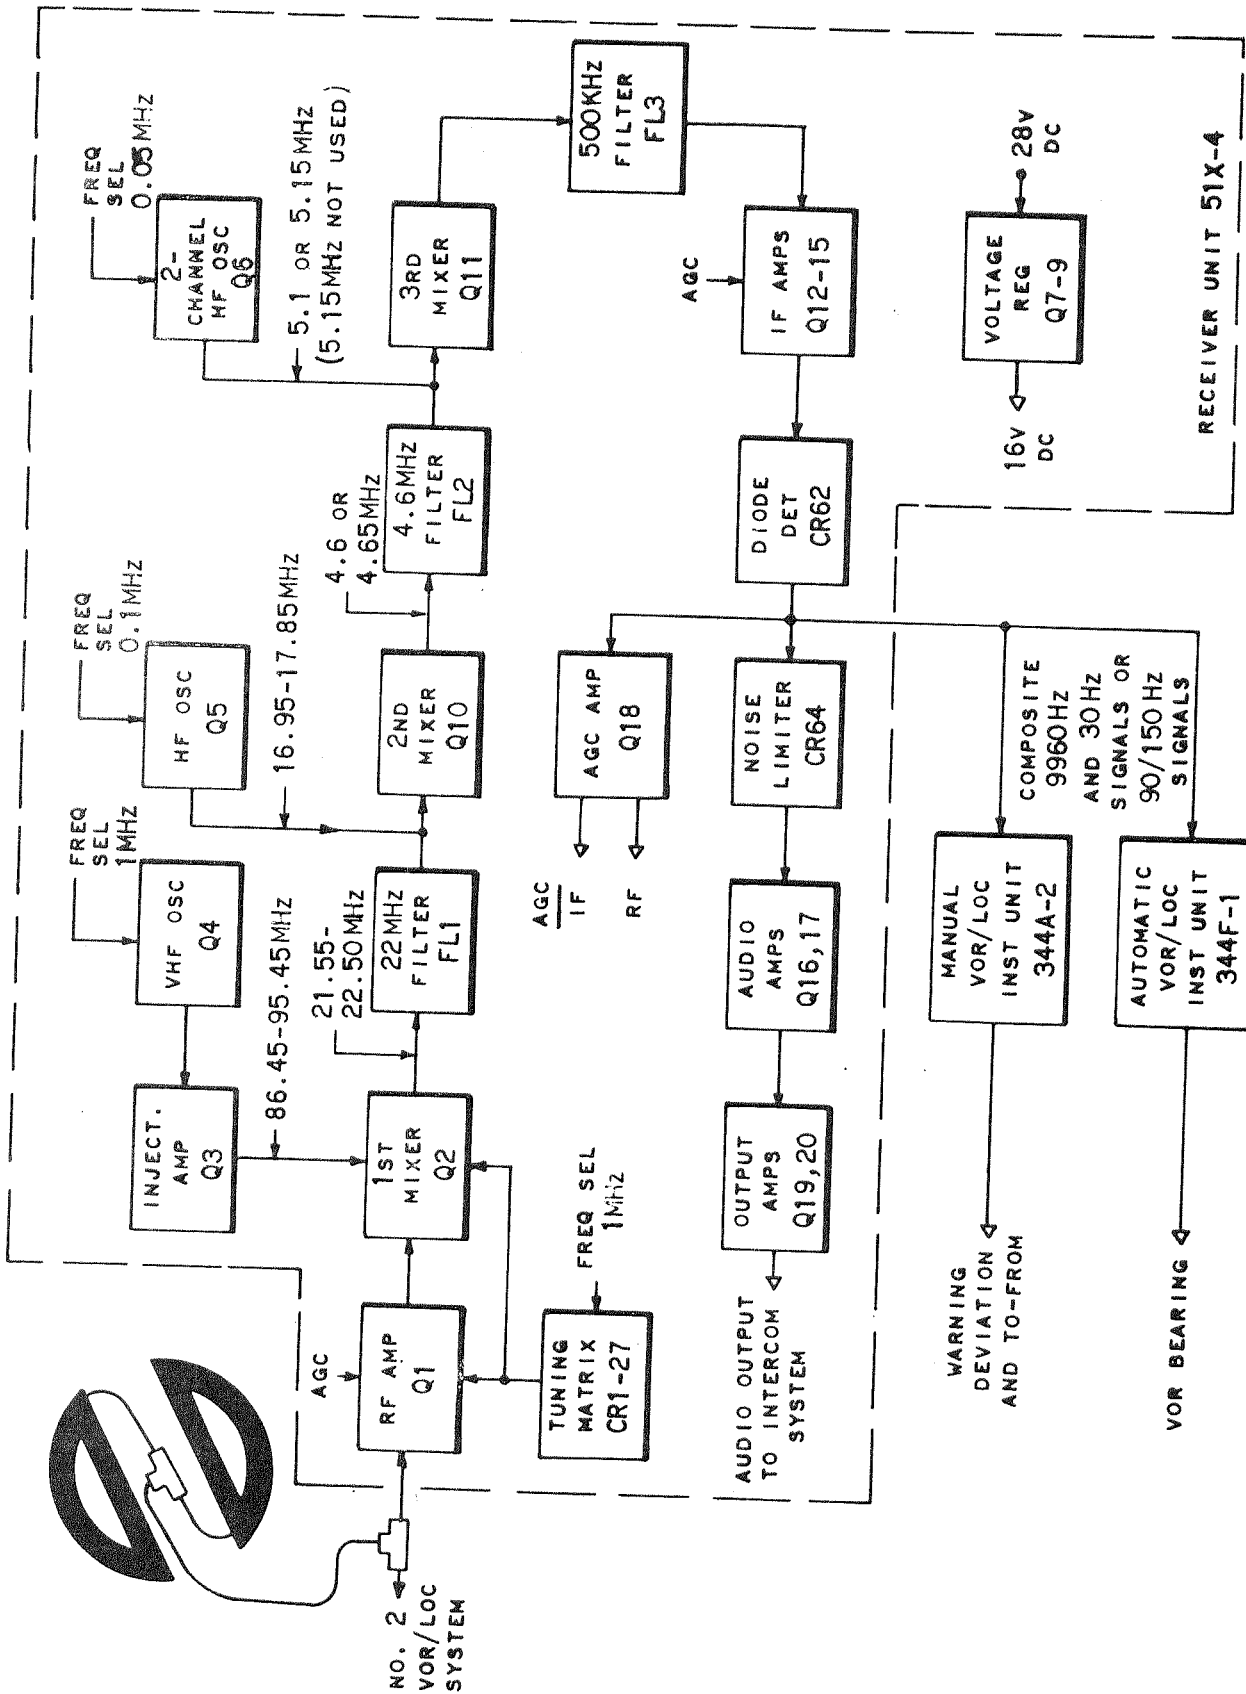 FREQ
SEL
1MHz
FREQ
SEL
0.1MHz
FREQ
SEL
0.05MHz
INJECT.
AMP
Q3
VHF OSC
Q4
HF OSC
Q5
2-
CHANNEL
HF OSC
Q6
86.45-95.45MHz
16.95-17.85MHz
5.1 OR 5.15MHz
(5.15MHz NOT USED)
21.55-
22.50MHz
4.6 OR
4.65MHz
AGC
RF AMP
Q1
1ST
MIXER
Q2
22MHz
FILTER
FL1
2ND
MIXER
Q10
4.6MHz
FILTER
FL2
3RD
MIXER
Q11
500KHz
FILTER
FL3
NO. 2
VOR/LOC
SYSTEM
TUNING
MATRIX
CR1-27
FREQ SEL
1MHz
AGC
IF
RF
AGC AMP
Q18
AGC
AUDIO OUTPUT
TO INTERCOM
SYSTEM
OUTPUT
AMPS
Q19,20
AUDIO
AMPS
Q16,17
NOISE
LIMITER
CR64
DIODE
DET
CR62
IF AMPS
Q12-15
16V
DC
VOLTAGE
REG
Q7-9
28V
DC
WARNING
DEVIATION
AND TO-FROM
MANUAL
VOR/LOC
INST UNIT
344A-2
COMPOSITE
9960Hz
AND 30Hz
SIGNALS OR
90/150Hz
SIGNALS
VOR BEARING
AUTOMATIC
VOR/LOC
INST UNIT
344F-1
RECEIVER UNIT 51X-4